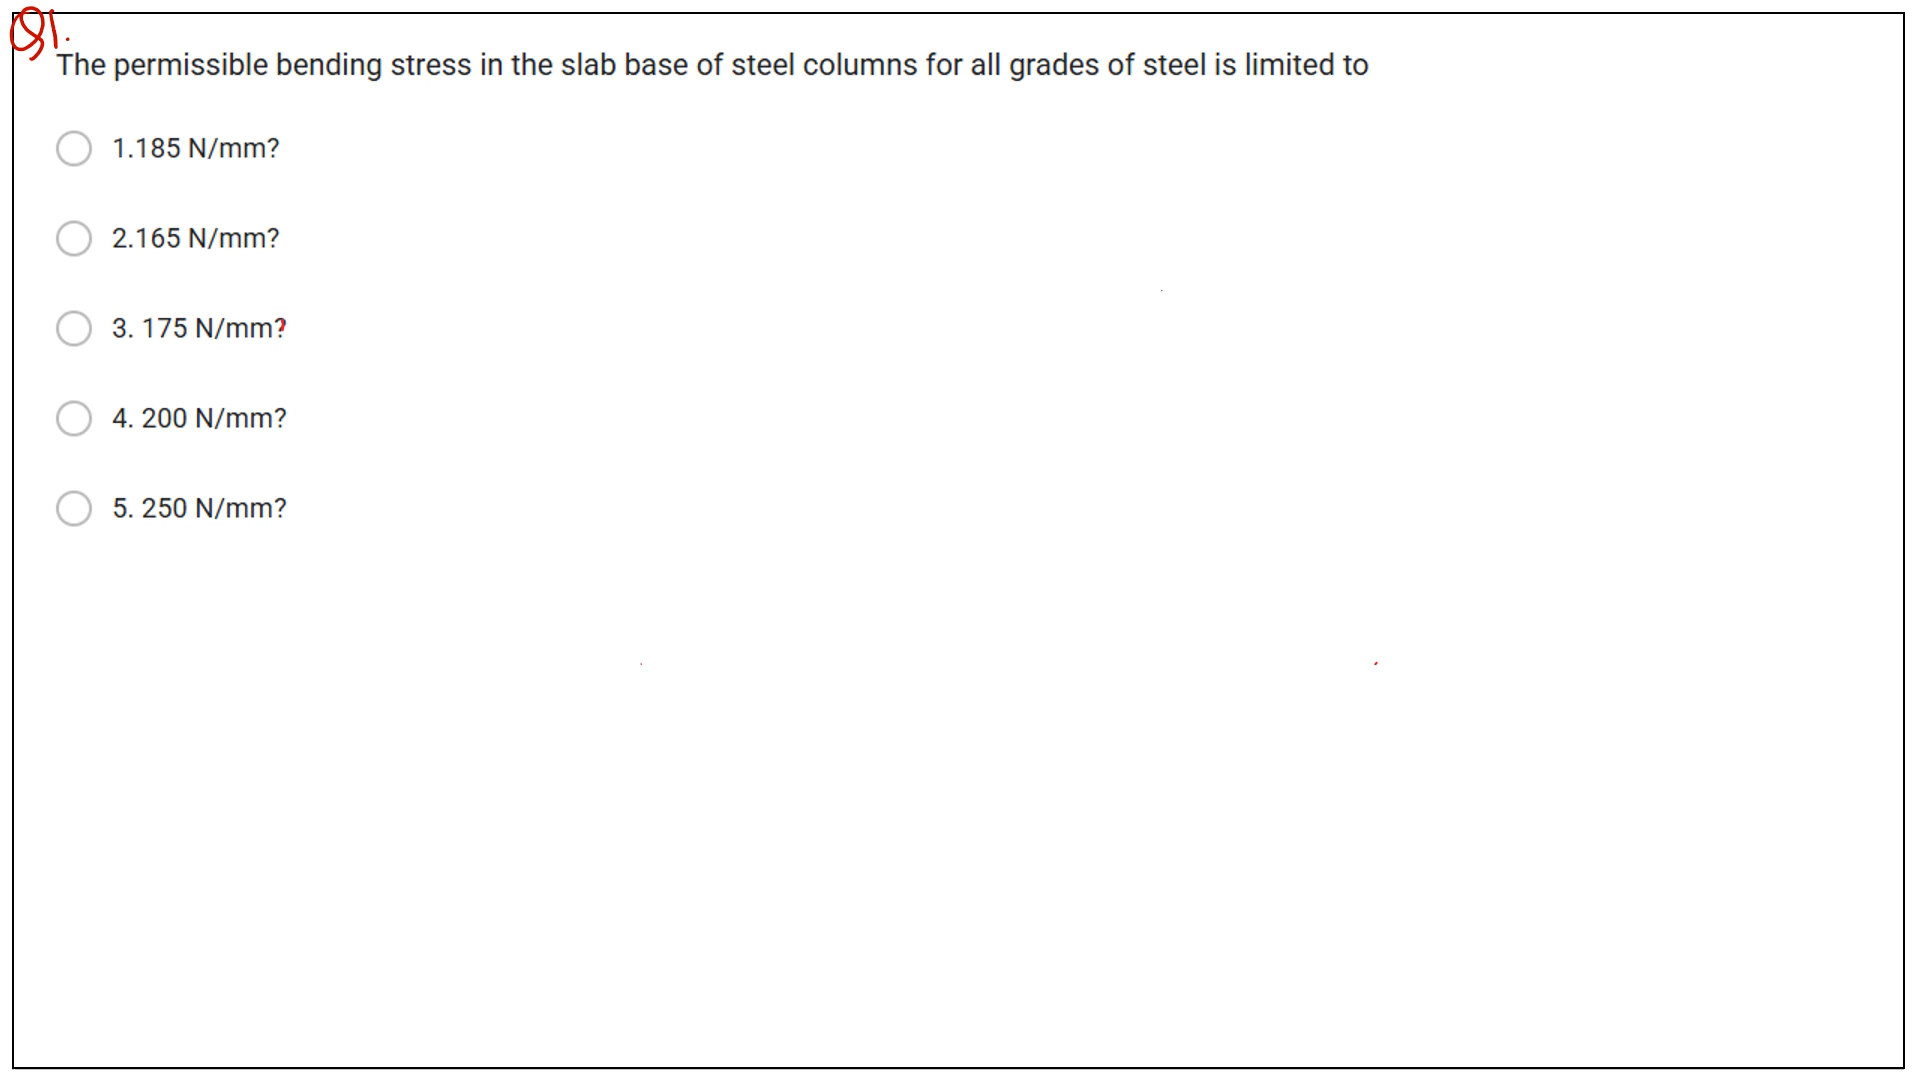 Q1.
The permissible bending stress in the slab base of steel columns for all grades of steel is limited to
1.185 N/mm?
2.165 N/mm?
3. 175 N/mm?
4. 200 N/mm?
5. 250 N/mm?